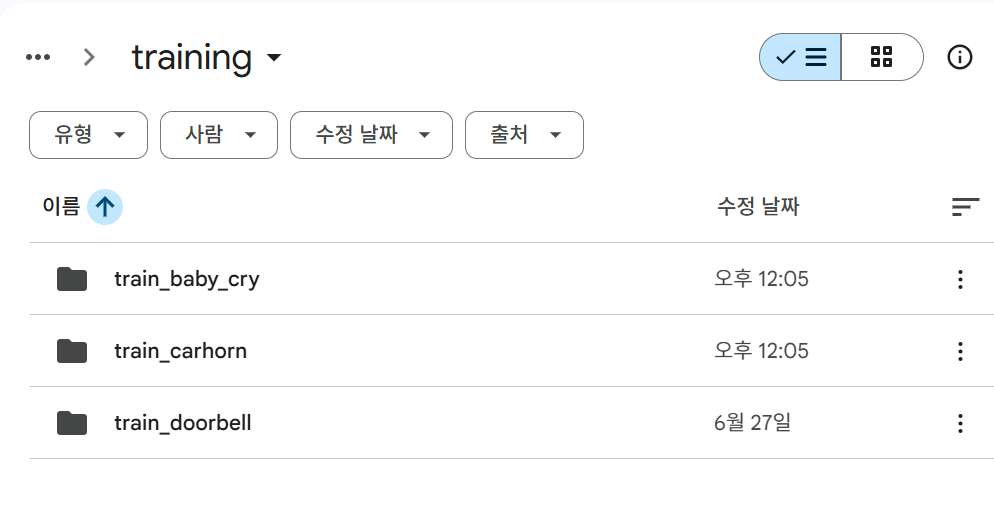 training
유형 사람 수정 날짜 출처
이름 수정 날짜
train_baby_cry 오후 12:05
train_carhorn 오후 12:05
train_doorbell 6월 27일